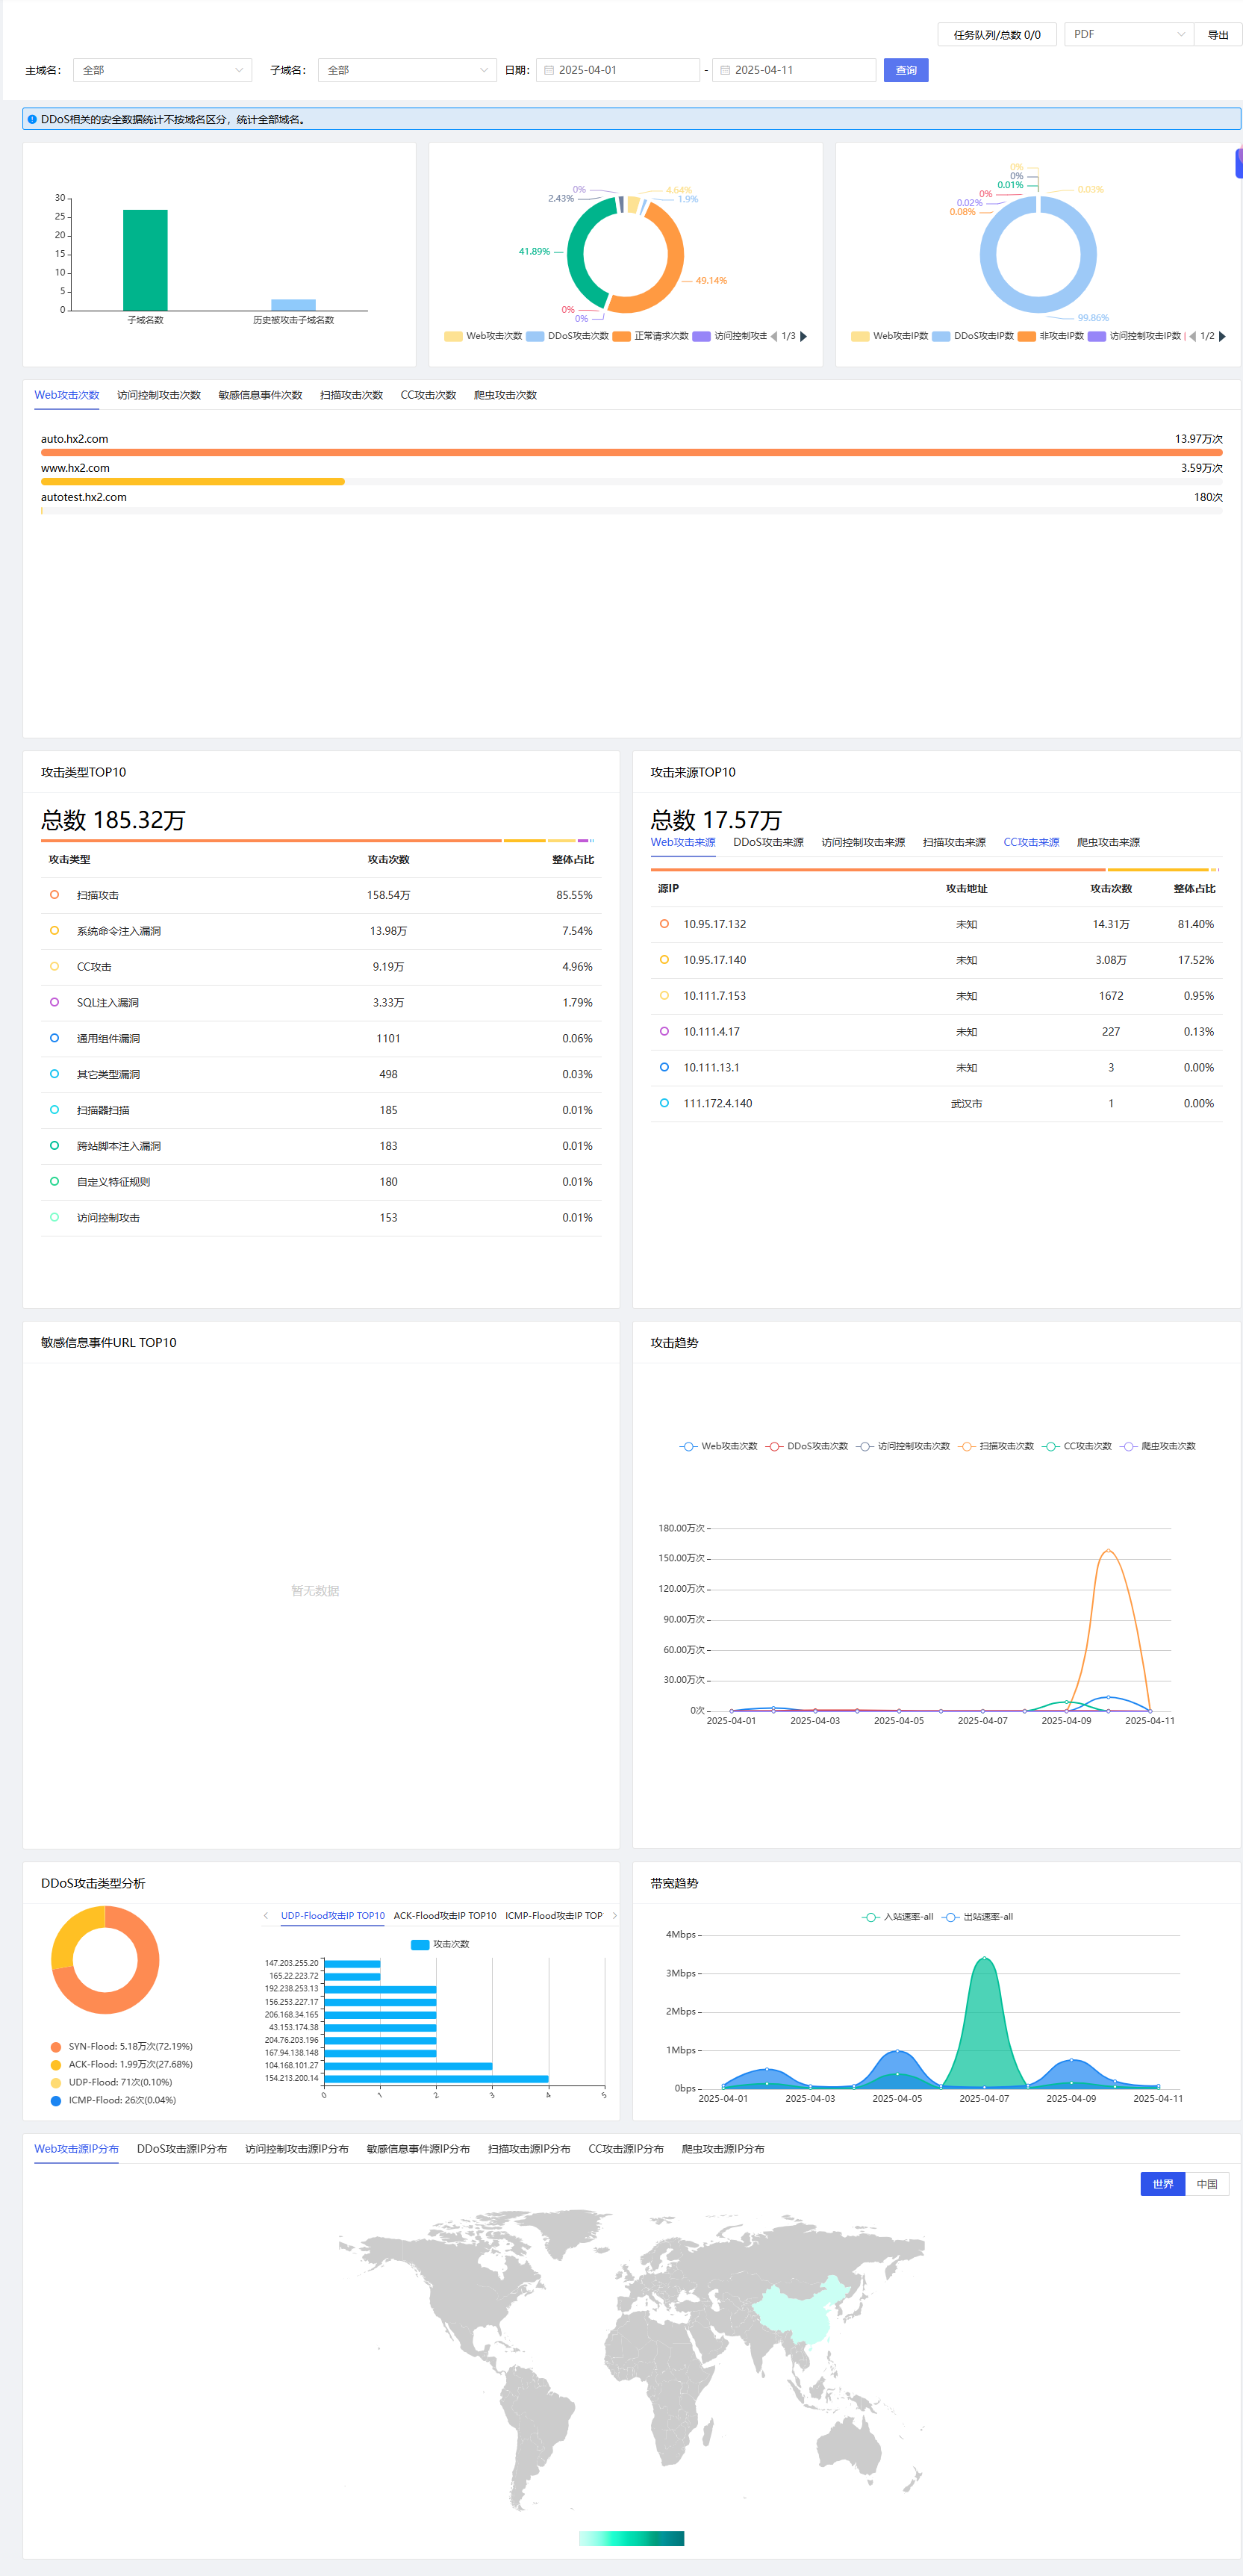 任务队列/总数 0/0 PDF 导出
主域名: 全部 子域名: 全部 日期: 2025-04-01 - 2025-04-11 查询
DDoS相关的安全数据统计不按域名区分，统计全部域名。
30
25
20
15
10
5
0
子域名数 历史被攻击子域名数
0% 4.64%
2.43% 1.9%
41.89%
49.14%
0%
0%
Web攻击次数 DDoS攻击次数 正常请求次数 访问控制攻击 1/3
0%
0%
0.01% 0.03%
0%
0.02%
0.08%
99.86%
Web攻击IP数 DDoS攻击IP数 非攻击IP数 访问控制攻击IP数 1/2
Web攻击次数 访问控制攻击次数 敏感信息事件次数 扫描攻击次数 CC攻击次数 爬虫攻击次数
auto.hx2.com 13.97万次
www.hx2.com 3.59万次
autotest.hx2.com 180次
攻击类型TOP10
总数 185.32万
攻击类型 攻击次数 整体占比
扫描攻击 158.54万 85.55%
系统命令注入漏洞 13.98万 7.54%
CC攻击 9.19万 4.96%
SQL注入漏洞 3.33万 1.79%
通用组件漏洞 1101 0.06%
其它类型漏洞 498 0.03%
扫描器扫描 185 0.01%
跨站脚本注入漏洞 183 0.01%
自定义特征规则 180 0.01%
访问控制攻击 153 0.01%
攻击来源TOP10
总数 17.57万
Web攻击来源 DDoS攻击来源 访问控制攻击来源 扫描攻击来源 CC攻击来源 爬虫攻击来源
源IP 攻击地址 攻击次数 整体占比
10.95.17.132 未知 14.31万 81.40%
10.95.17.140 未知 3.08万 17.52%
10.111.7.153 未知 1672 0.95%
10.111.4.17 未知 227 0.13%
10.111.13.1 未知 3 0.00%
111.172.4.140 武汉市 1 0.00%
敏感信息事件URL TOP10
暂无数据
攻击趋势
Web攻击次数 DDoS攻击次数 访问控制攻击次数 扫描攻击次数 CC攻击次数 爬虫攻击次数
180.00万次
150.00万次
120.00万次
90.00万次
60.00万次
30.00万次
0次
2025-04-01 2025-04-03 2025-04-05 2025-04-07 2025-04-09 2025-04-11
DDoS攻击类型分析
SYN-Flood: 5.18万次(72.19%)
ACK-Flood: 1.99万次(27.68%)
UDP-Flood: 71次(0.10%)
ICMP-Flood: 26次(0.04%)
UDP-Flood攻击IP TOP10 ACK-Flood攻击IP TOP10 ICMP-Flood攻击IP TOP
攻击次数
147.203.255.20
165.22.223.72
192.238.253.13
156.253.227.17
206.168.34.165
43.153.174.38
204.76.203.196
167.94.138.148
104.168.101.27
154.213.200.14
0 1 2 3 4 5
带宽趋势
入站速率-all 出站速率-all
4Mbps
3Mbps
2Mbps
1Mbps
0bps
2025-04-01 2025-04-03 2025-04-05 2025-04-07 2025-04-09 2025-04-11
Web攻击源IP分布 DDoS攻击源IP分布 访问控制攻击源IP分布 敏感信息事件源IP分布 扫描攻击源IP分布 CC攻击源IP分布 爬虫攻击源IP分布
世界 中国